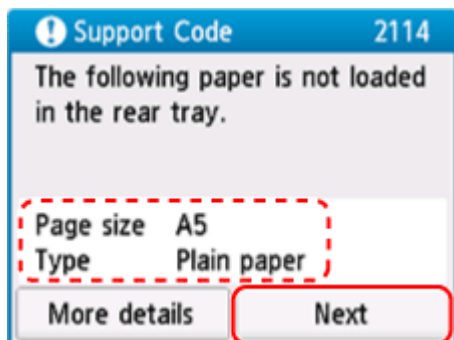 Support Code 2114
The following paper is not loaded
in the rear tray.
Page size A5
Type Plain paper
More details Next